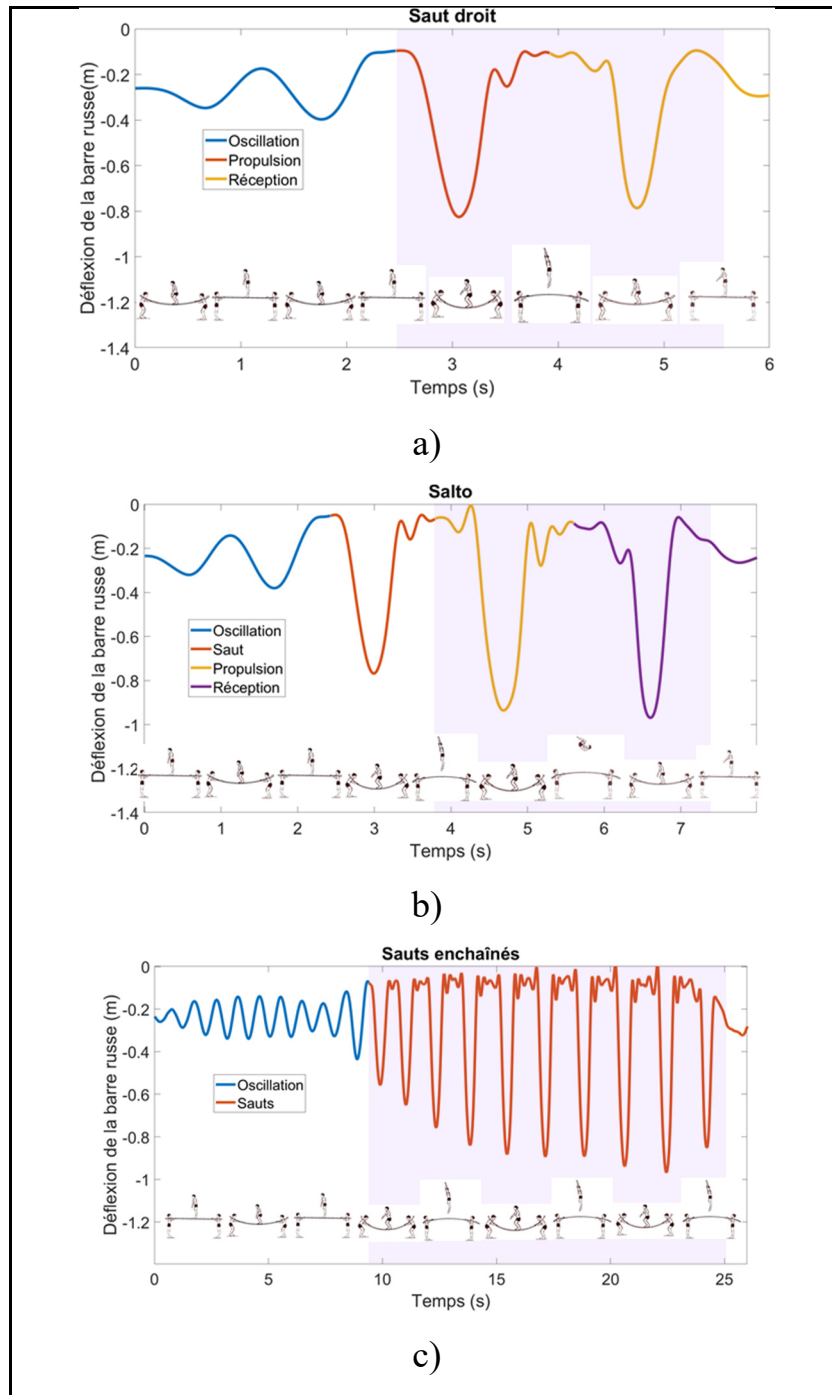 Saut droit
0
-0.2
-0.4
-0.6
-0.8
-1
-1.2
-1.4
Déflexion de la barre russe(m)
Oscillation
Propulsion
Réception
0 1 2 3 4 5 6
Temps (s)
a)
Salto
0
-0.2
-0.4
-0.6
-0.8
-1
-1.2
-1.4
Déflexion de la barre russe (m)
Oscillation
Saut
Propulsion
Réception
0 1 2 3 4 5 6 7
Temps (s)
b)
Sauts enchaînés
0
-0.2
-0.4
-0.6
-0.8
-1
-1.2
Déflexion de la barre russe (m)
Oscillation
Sauts
0 5 10 15 20 25
Temps (s)
c)